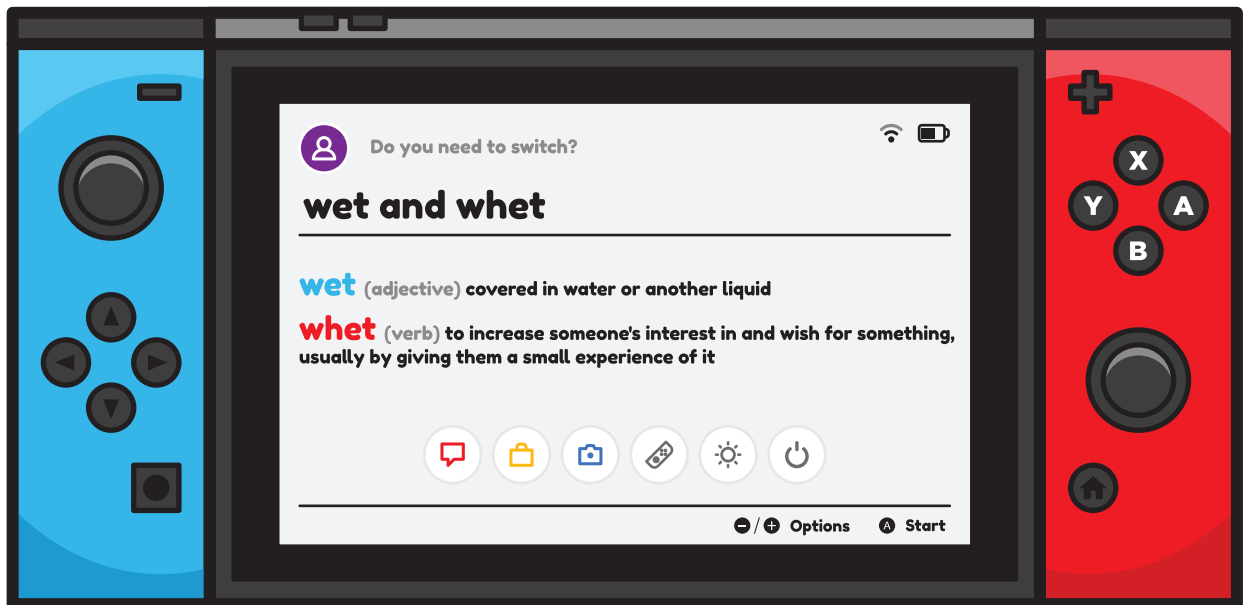 Do you need to switch?
wet and whet
X
Y A
B
wet (adjective) covered in water or another liquid
whet (verb) to increase someone's interest in and wish for something,
usually by giving them a small experience of it
−/+ Options A Start